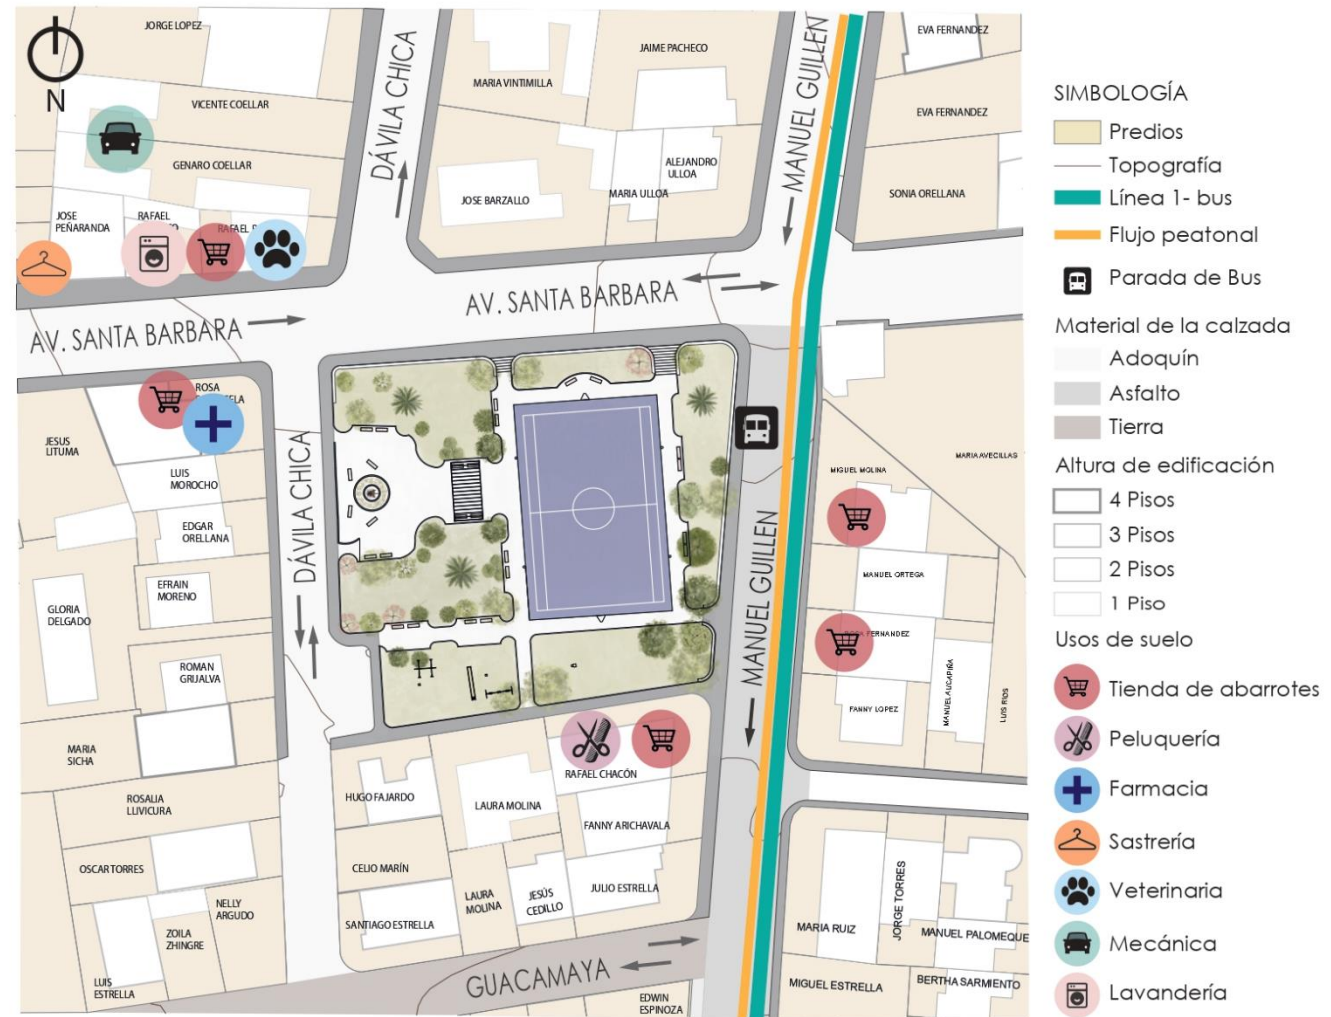 N
JORGE LOPEZ
VICENTE COELLAR
GENARO COELLAR
JOSE
PEÑARANDA
RAFAEL
RAFAEL
DÁVILA CHICA
MARIA VINTIMILLA
JAIME PACHECO
JOSE BARZALLO
MARIA ULLOA
ALEJANDRO
ULLOA
MANUEL GUILLEN
EVA FERNANDEZ
EVA FERNANDEZ
SONIA ORELLANA
AV. SANTA BARBARA
AV. SANTA BARBARA
JESUS
LITUMA
ROSA
LUIS
MOROCHO
EDGAR
ORELLANA
EFRAIN
MORENO
GLORIA
DELGADO
ROMAN
GRIJALVA
MARIA
SICHA
ROSALIA
LLIVICURA
OSCAR TORRES
NELLY
ARGUDO
ZOILA
ZHINGRE
LUIS
ESTRELLA
DÁVILA CHICA
MANUEL GUILLEN
MARIA AVECILLAS
MIGUEL MOLINA
MANUEL ORTEGA
FERNANDEZ
FANNY LOPEZ
MANUEL AUCAPIÑA
LUIS RIOS
HUGO FAJARDO
LAURA MOLINA
RAFAEL CHACÓN
FANNY ARICHAVALA
CELIO MARÍN
LAURA
MOLINA
JESÚS
CEDILLO
JULIO ESTRELLA
SANTIAGO ESTRELLA
GUACAMAYA
EDWIN
ESPINOZA
MARIA RUIZ
JORGE TORRES
MANUEL PALOMEQUE
MIGUEL ESTRELLA
BERTHA SARMIENTO
SIMBOLOGÍA
Predios
Topografía
Línea 1- bus
Flujo peatonal
Parada de Bus
Material de la calzada
Adoquín
Asfalto
Tierra
Altura de edificación
4 Pisos
3 Pisos
2 Pisos
1 Piso
Usos de suelo
Tienda de abarrotes
Peluquería
Farmacia
Sastrería
Veterinaria
Mecánica
Lavandería